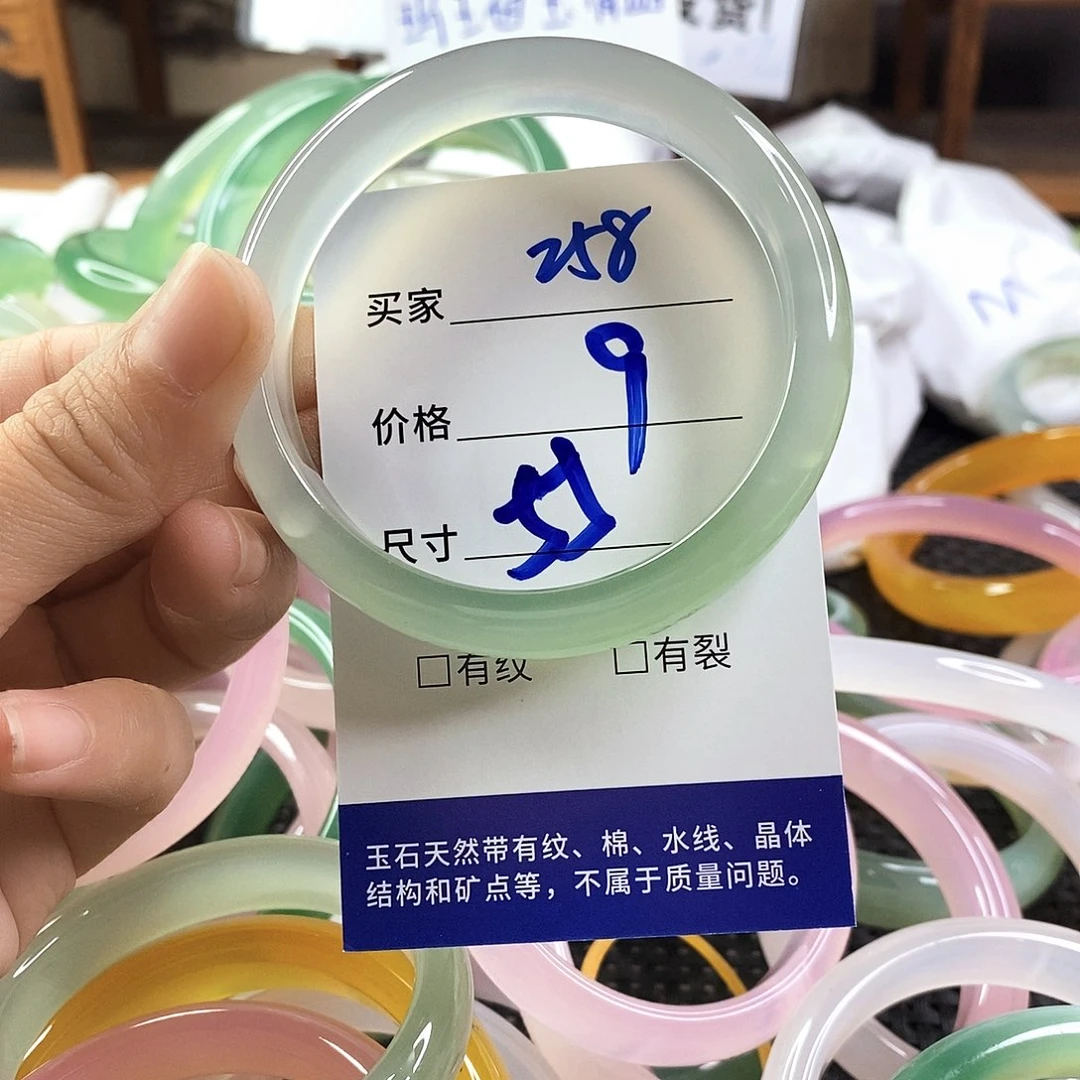 买家 258
价格 9
尺寸
□有纹 □有裂
玉石天然带有纹、棉、水线、晶体
结构和矿点等，不属于质量问题。
M